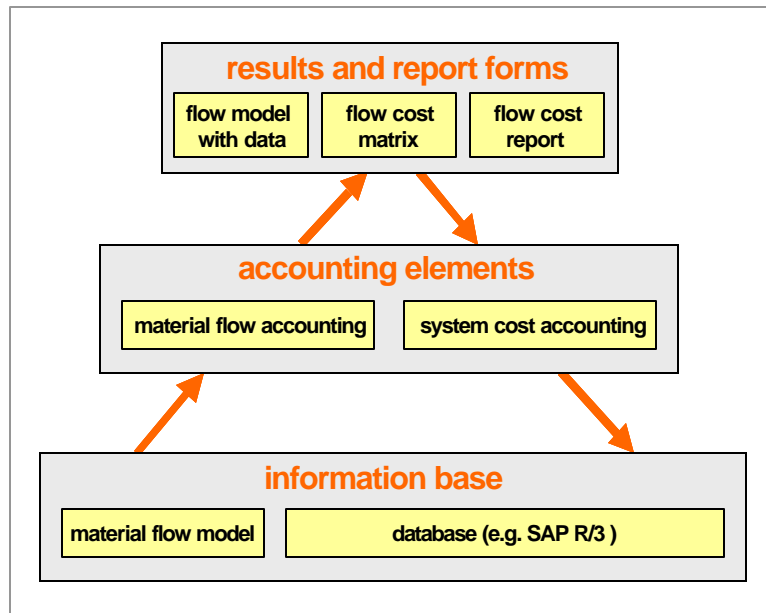 results and report forms
flow model
with data
flow cost
matrix
flow cost
report
accounting elements
material flow accounting
system cost accounting
information base
material flow model
database (e.g. SAP R/3 )